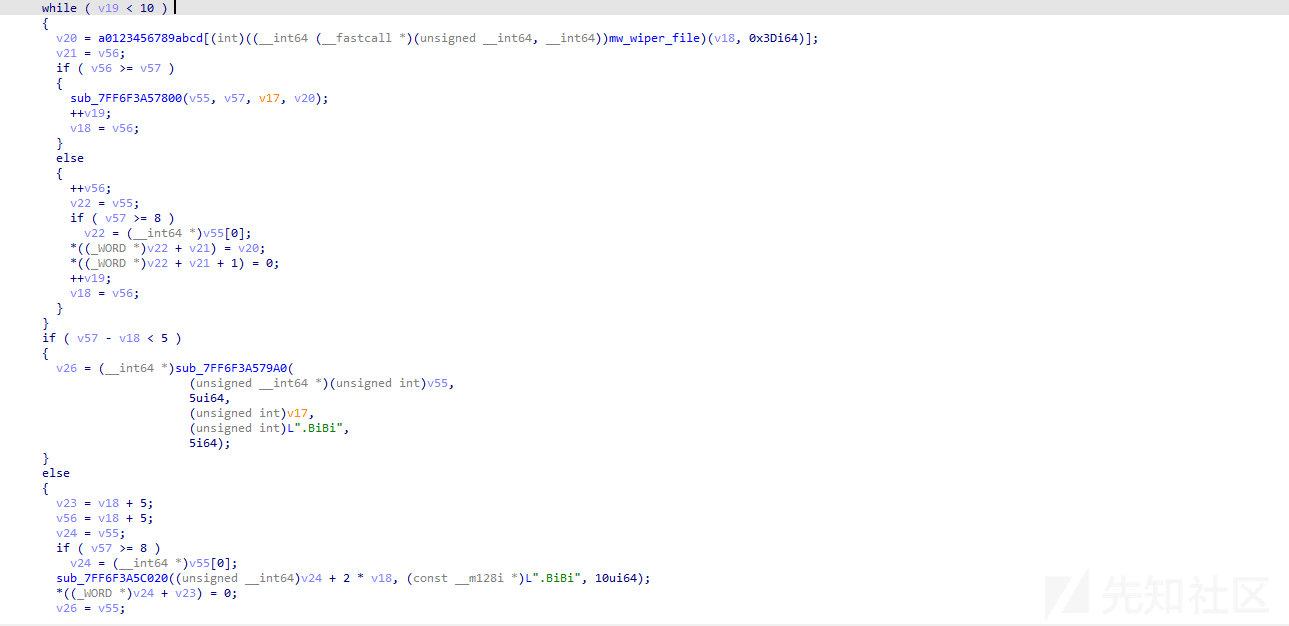 while ( v19 < 10 )
{
v20 = a0123456789abcd[(int)((__int64 (__fastcall *)(unsigned __int64, __int64))mw_wiper_file)(v18, 0x3Di64)];
v21 = v56;
if ( v56 >= v57 )
{
sub_7FF6F3A57800(v55, v57, v17, v20);
++v19;
v18 = v56;
}
else
{
++v56;
v22 = v55;
if ( v57 >= 8 )
v22 = (__int64 *)v55[0];
*((_WORD *)v22 + v21) = v20;
*((_WORD *)v22 + v21 + 1) = 0;
++v19;
v18 = v56;
}
}
if ( v57 - v18 < 5 )
{
v26 = (__int64 *)sub_7FF6F3A579A0(
(unsigned __int64 *)(unsigned int)v55,
5ui64,
(unsigned int)v17,
(unsigned int)L".BiBi",
5i64);
}
else
{
v23 = v18 + 5;
v56 = v18 + 5;
v24 = v55;
if ( v57 >= 8 )
v24 = (__int64 *)v55[0];
sub_7FF6F3A5C020((unsigned __int64)v24 + 2 * v18, (const __m128i *)L".BiBi", 10ui64);
*((_WORD *)v24 + v23) = 0;
v26 = v55;
先知社区